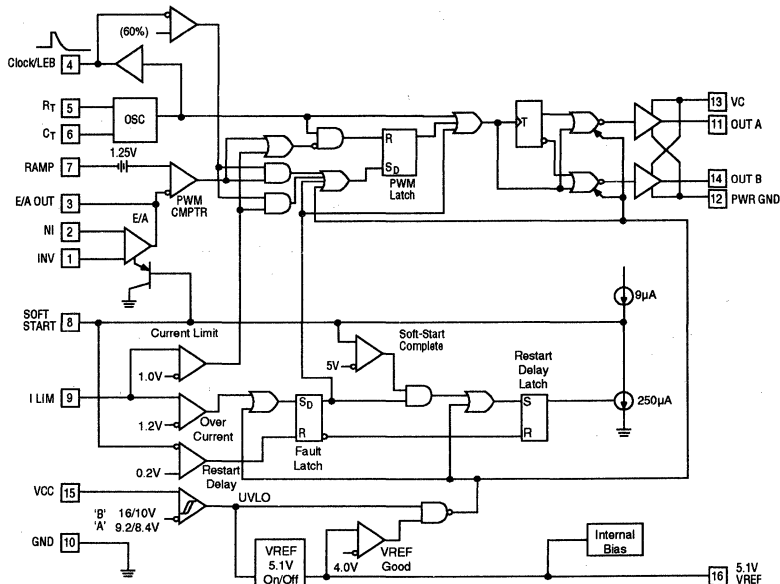 (60%)
Clock/LEB 4
RT 5
OSC
CT 6
1.25V
RAMP 7
E/A OUT 3
PWM
CMPTR
E/A
NI 2
INV 1
R
SD
PWM
Latch
T
13 VC
11 OUT A
14 OUT B
12 PWR GND
9µA
SOFT
START 8
Current Limit
Soft-Start
Complete
5V
1.0V
Restart
Delay
Latch
I LIM 9
1.2V
Over
Current
SD
R
Fault
Latch
S
R
250µA
0.2V
Restart
Delay
VCC 15
'B' 16/10V
'A' 9.2/8.4V
UVLO
GND 10
VREF
5.1V
On/Off
4.0V
VREF
Good
Internal
Bias
16 5.1V
VREF